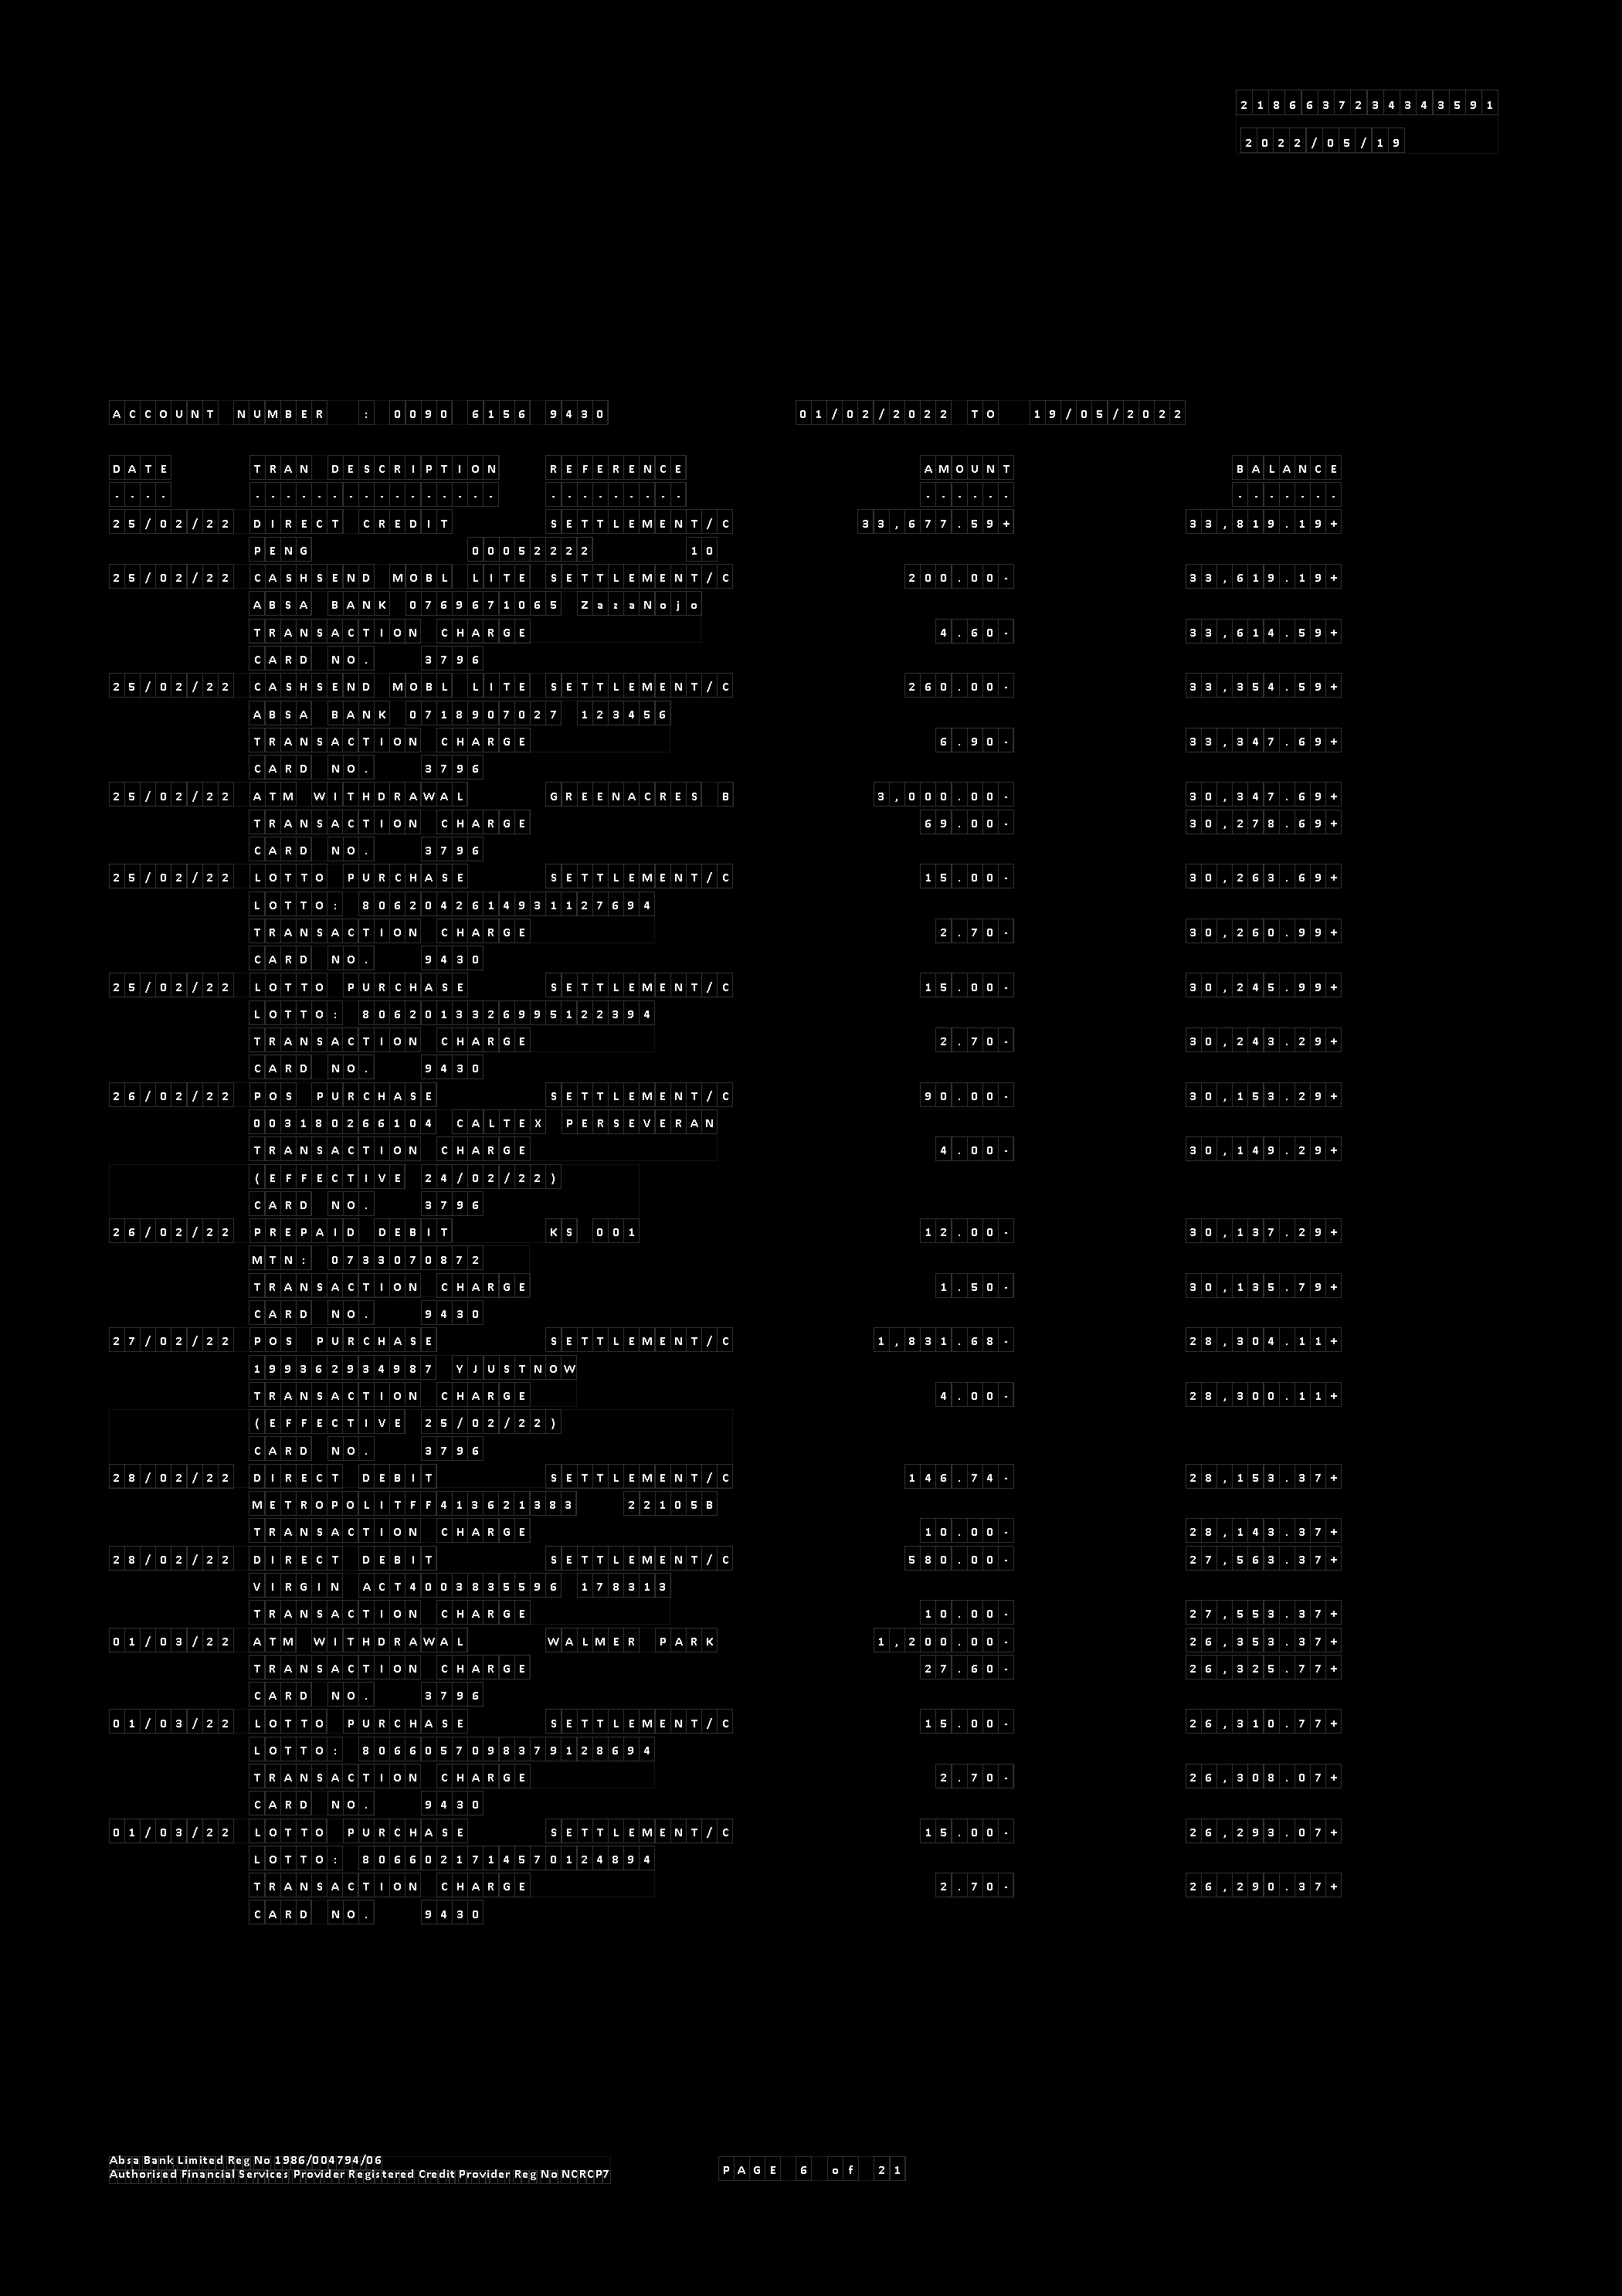 2186637234343591
2022/05/19
ACCOUNT NUMBER : 0090 6156 9430 01/02/2022 TO 19/05/2022
DATE TRAN DESCRIPTION REFERENCE AMOUNT BALANCE
---- ---------------- --------- ------ -------
25/02/22 DIRECT CREDIT SETTLEMENT/C 33,677.59+ 33,819.19+
PENG 00052222 10
25/02/22 CASHSEND MOBL LITE SETTLEMENT/C 200.00- 33,619.19+
ABSA BANK 0769671065 ZazaNojo
TRANSACTION CHARGE 4.60- 33,614.59+
CARD NO. 3796
25/02/22 CASHSEND MOBL LITE SETTLEMENT/C 260.00- 33,354.59+
ABSA BANK 0718907027 123456
TRANSACTION CHARGE 6.90- 33,347.69+
CARD NO. 3796
25/02/22 ATM WITHDRAWAL GREENACRES B 3,000.00- 30,347.69+
TRANSACTION CHARGE 69.00- 30,278.69+
CARD NO. 3796
25/02/22 LOTTO PURCHASE SETTLEMENT/C 15.00- 30,263.69+
LOTTO: 8062042614931127694
TRANSACTION CHARGE 2.70- 30,260.99+
CARD NO. 9430
25/02/22 LOTTO PURCHASE SETTLEMENT/C 15.00- 30,245.99+
LOTTO: 8062013326995122394
TRANSACTION CHARGE 2.70- 30,243.29+
CARD NO. 9430
26/02/22 POS PURCHASE SETTLEMENT/C 90.00- 30,153.29+
003180266104 CALTEX PERSEVERAN
TRANSACTION CHARGE 4.00- 30,149.29+
(EFFECTIVE 24/02/22)
CARD NO. 3796
26/02/22 PREPAID DEBIT KS 001 12.00- 30,137.29+
MTN: 0733070872
TRANSACTION CHARGE 1.50- 30,135.79+
CARD NO. 9430
27/02/22 POS PURCHASE SETTLEMENT/C 1,831.68- 28,304.11+
199362934987 YJUSTNOW
TRANSACTION CHARGE 4.00- 28,300.11+
(EFFECTIVE 25/02/22)
CARD NO. 3796
28/02/22 DIRECT DEBIT SETTLEMENT/C 146.74- 28,153.37+
METROPOLITFF413621383 22105B
TRANSACTION CHARGE 10.00- 28,143.37+
28/02/22 DIRECT DEBIT SETTLEMENT/C 580.00- 27,563.37+
VIRGIN ACT4003835596 178313
TRANSACTION CHARGE 10.00- 27,553.37+
01/03/22 ATM WITHDRAWAL WALMER PARK 1,200.00- 26,353.37+
TRANSACTION CHARGE 27.60- 26,325.77+
CARD NO. 3796
01/03/22 LOTTO PURCHASE SETTLEMENT/C 15.00- 26,310.77+
LOTTO: 8066057098379128694
TRANSACTION CHARGE 2.70- 26,308.07+
CARD NO. 9430
01/03/22 LOTTO PURCHASE SETTLEMENT/C 15.00- 26,293.07+
LOTTO: 8066021714570124894
TRANSACTION CHARGE 2.70- 26,290.37+
CARD NO. 9430
Absa Bank Limited Reg No 1986/004794/06
Authorised Financial Services Provider Registered Credit Provider Reg No NCRCP7
PAGE 6 of 21